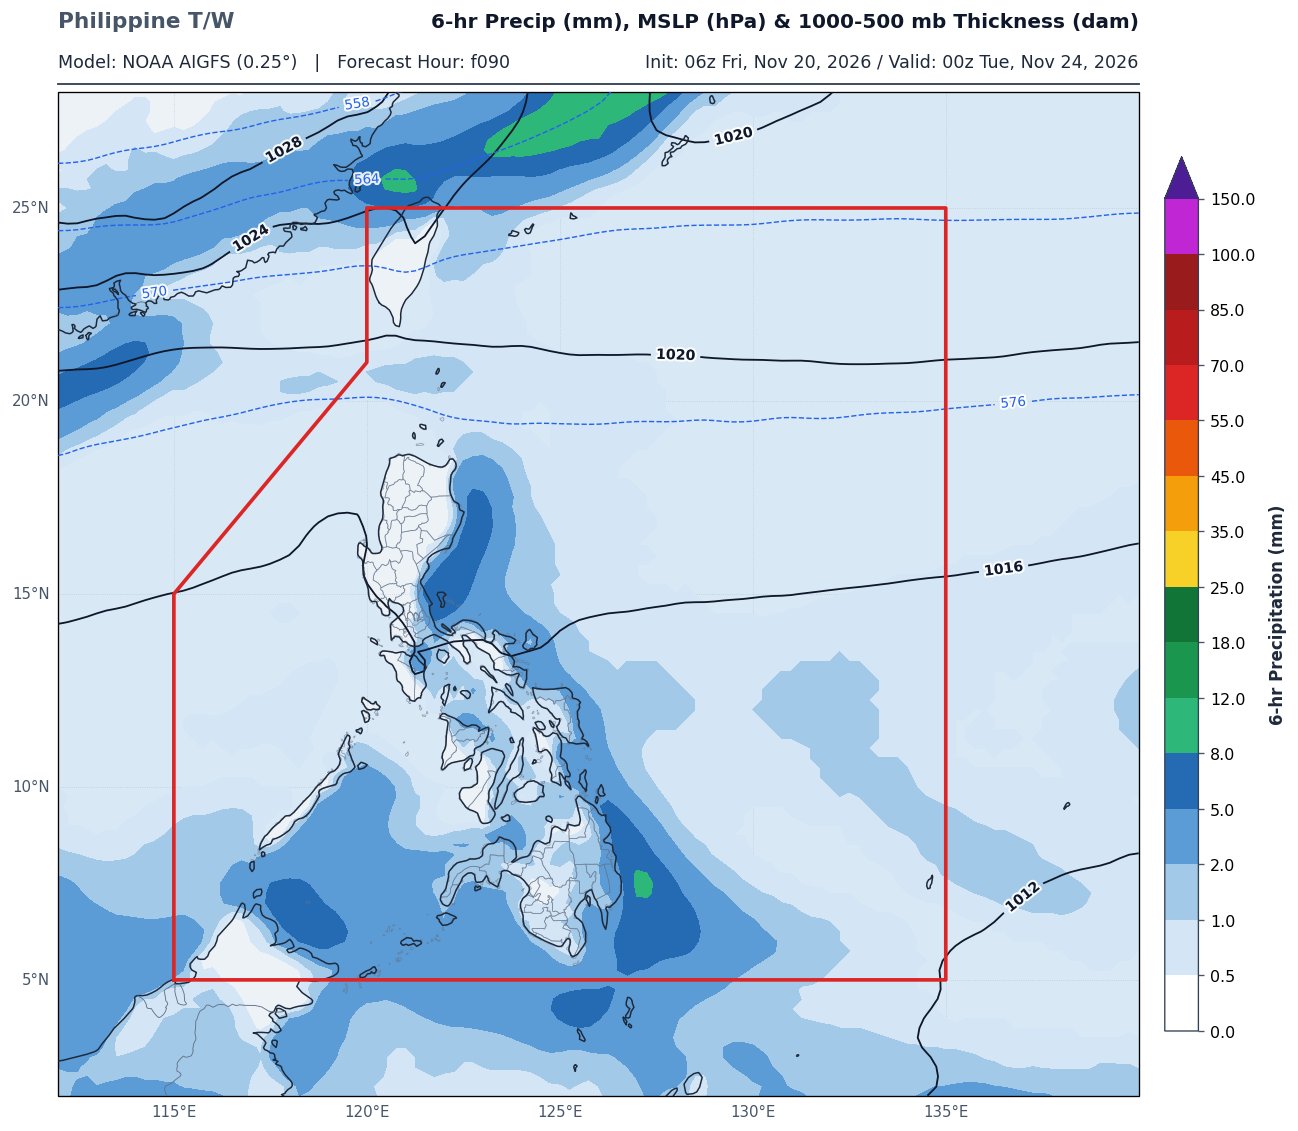 Philippine T/W
6-hr Precip (mm), MSLP (hPa) & 1000-500 mb Thickness (dam)
Model: NOAA AIGFS (0.25°) | Forecast Hour: f090
Init: 06z Fri, Nov 20, 2026 / Valid: 00z Tue, Nov 24, 2026
558
1028
1020
564
1024
570
1020
576
1016
1012
25°N
20°N
15°N
10°N
5°N
115°E
120°E
125°E
130°E
135°E
150.0
100.0
85.0
70.0
55.0
45.0
35.0
25.0
18.0
12.0
8.0
5.0
2.0
1.0
0.5
0.0
6-hr Precipitation (mm)